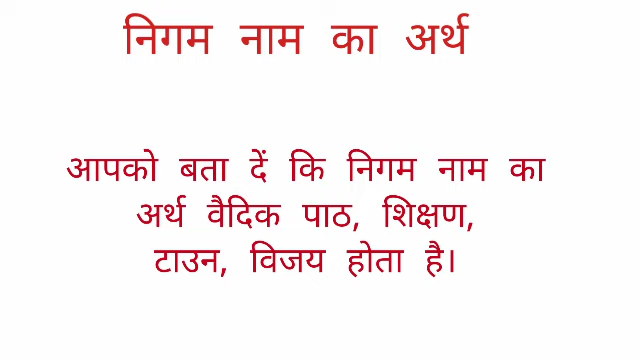 निगम नाम का अर्थ
आपको बता दें कि निगम नाम का
अर्थ वैदिक पाठ, शिक्षण,
टाउन, विजय होता है।